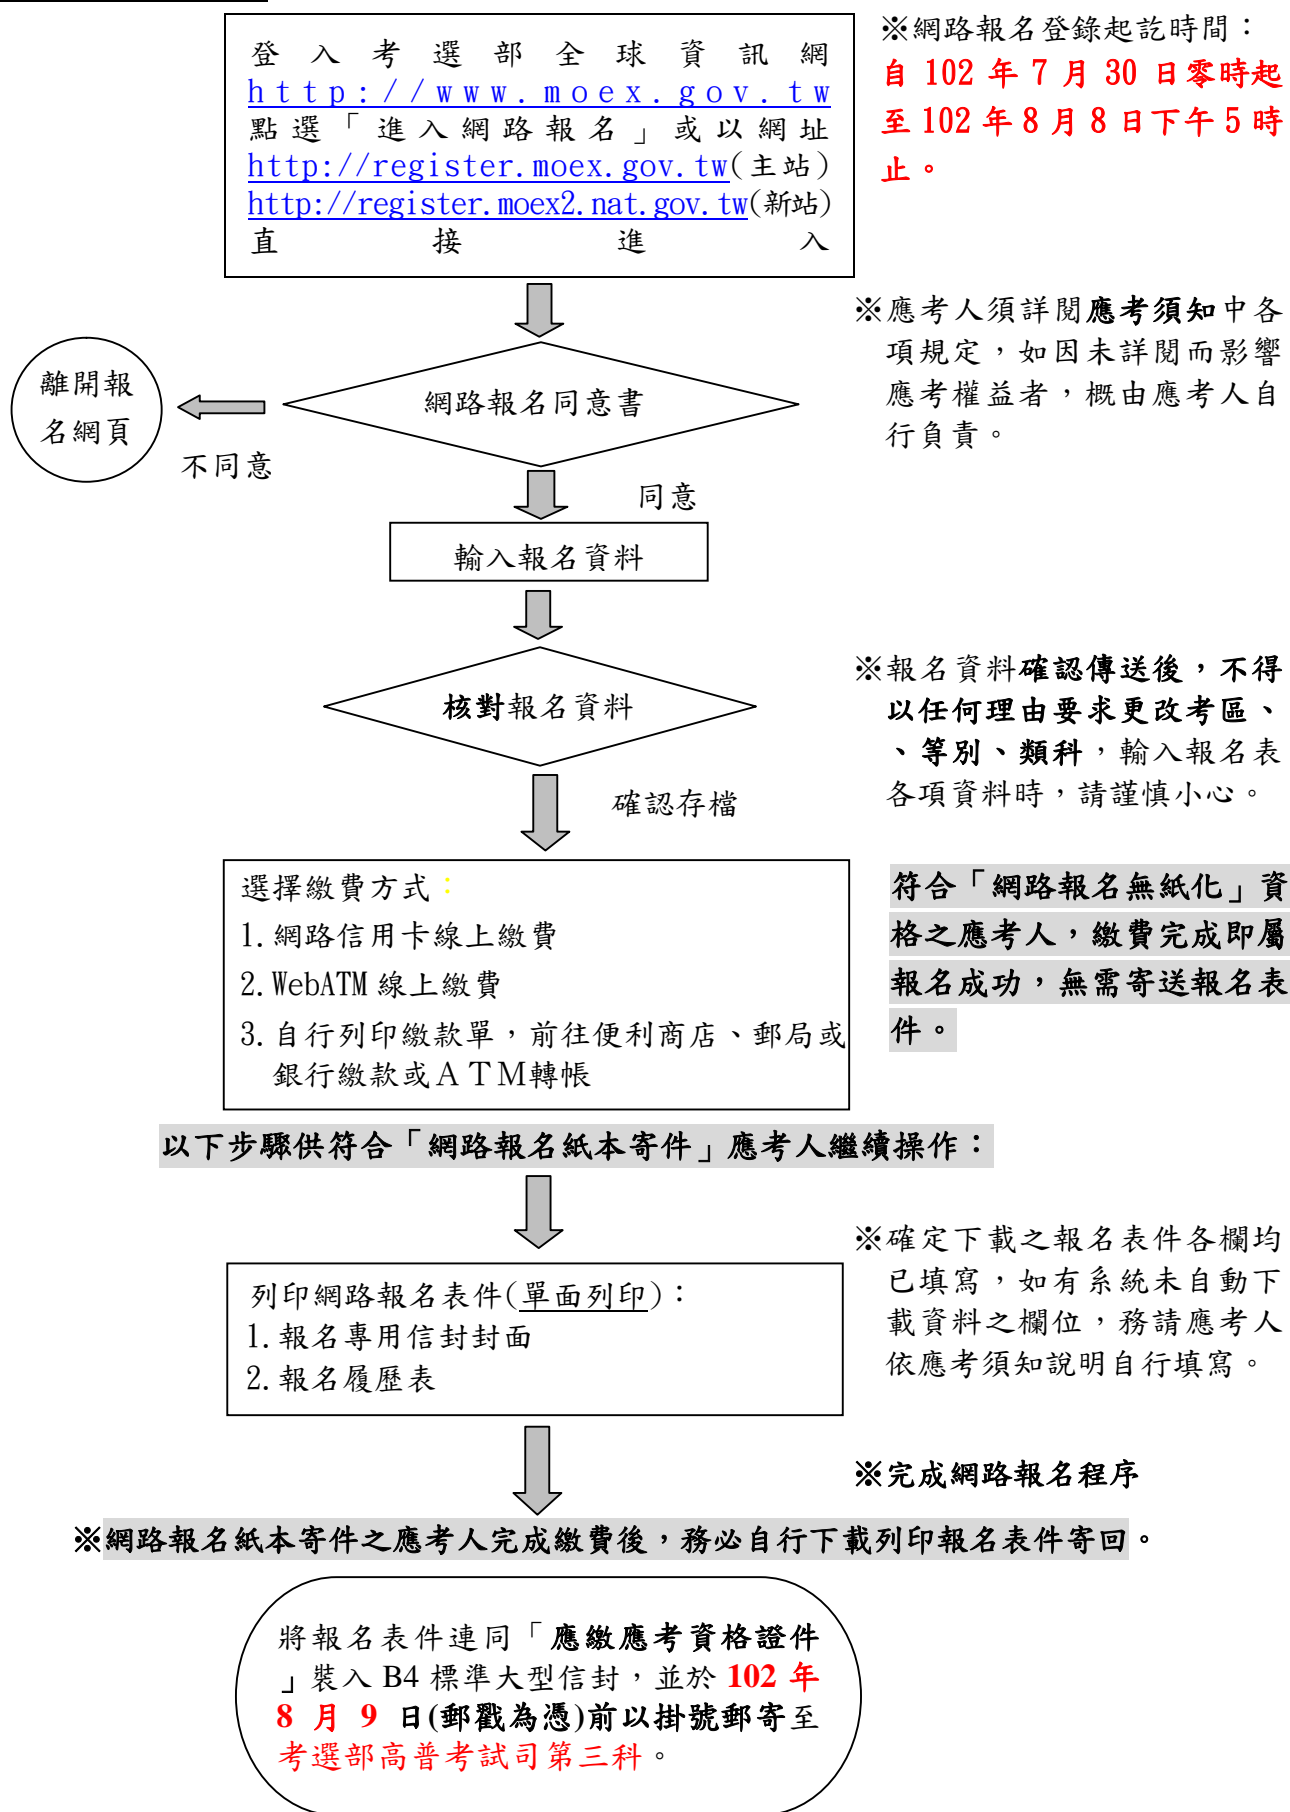 登入考選部全球資訊網
http://www.moex.gov.tw
點選「進入網路報名」或以網址
http://register.moex.gov.tw(主站)
http://register.moex2.nat.gov.tw(新站)
直接進入
※網路報名登錄起訖時間：
自 102 年 7 月 30 日零時起
至 102 年 8 月 8 日下午 5 時
止。
※應考人須詳閱應考須知中各
項規定，如因未詳閱而影響
應考權益者，概由應考人自
行負責。
離開報
名網頁
網路報名同意書
不同意
同意
輸入報名資料
核對報名資料
※報名資料確認傳送後，不得
以任何理由要求更改考區、
、等別、類科，輸入報名表
各項資料時，請謹慎小心。
確認存檔
選擇繳費方式：
1.網路信用卡線上繳費
2.WebATM 線上繳費
3.自行列印繳款單，前往便利商店、郵局或
銀行繳款或ＡＴＭ轉帳
符合「網路報名無紙化」資
格之應考人，繳費完成即屬
報名成功，無需寄送報名表
件。
以下步驟供符合「網路報名紙本寄件」應考人繼續操作：
列印網路報名表件(單面列印)：
1.報名專用信封封面
2.報名履歷表
※確定下載之報名表件各欄均
已填寫，如有系統未自動下
載資料之欄位，務請應考人
依應考須知說明自行填寫。
※完成網路報名程序
※網路報名紙本寄件之應考人完成繳費後，務必自行下載列印報名表件寄回。
將報名表件連同「應繳應考資格證件
」裝入 B4 標準大型信封，並於 102 年
8 月 9 日(郵戳為憑)前以掛號郵寄至
考選部高普考試司第三科。